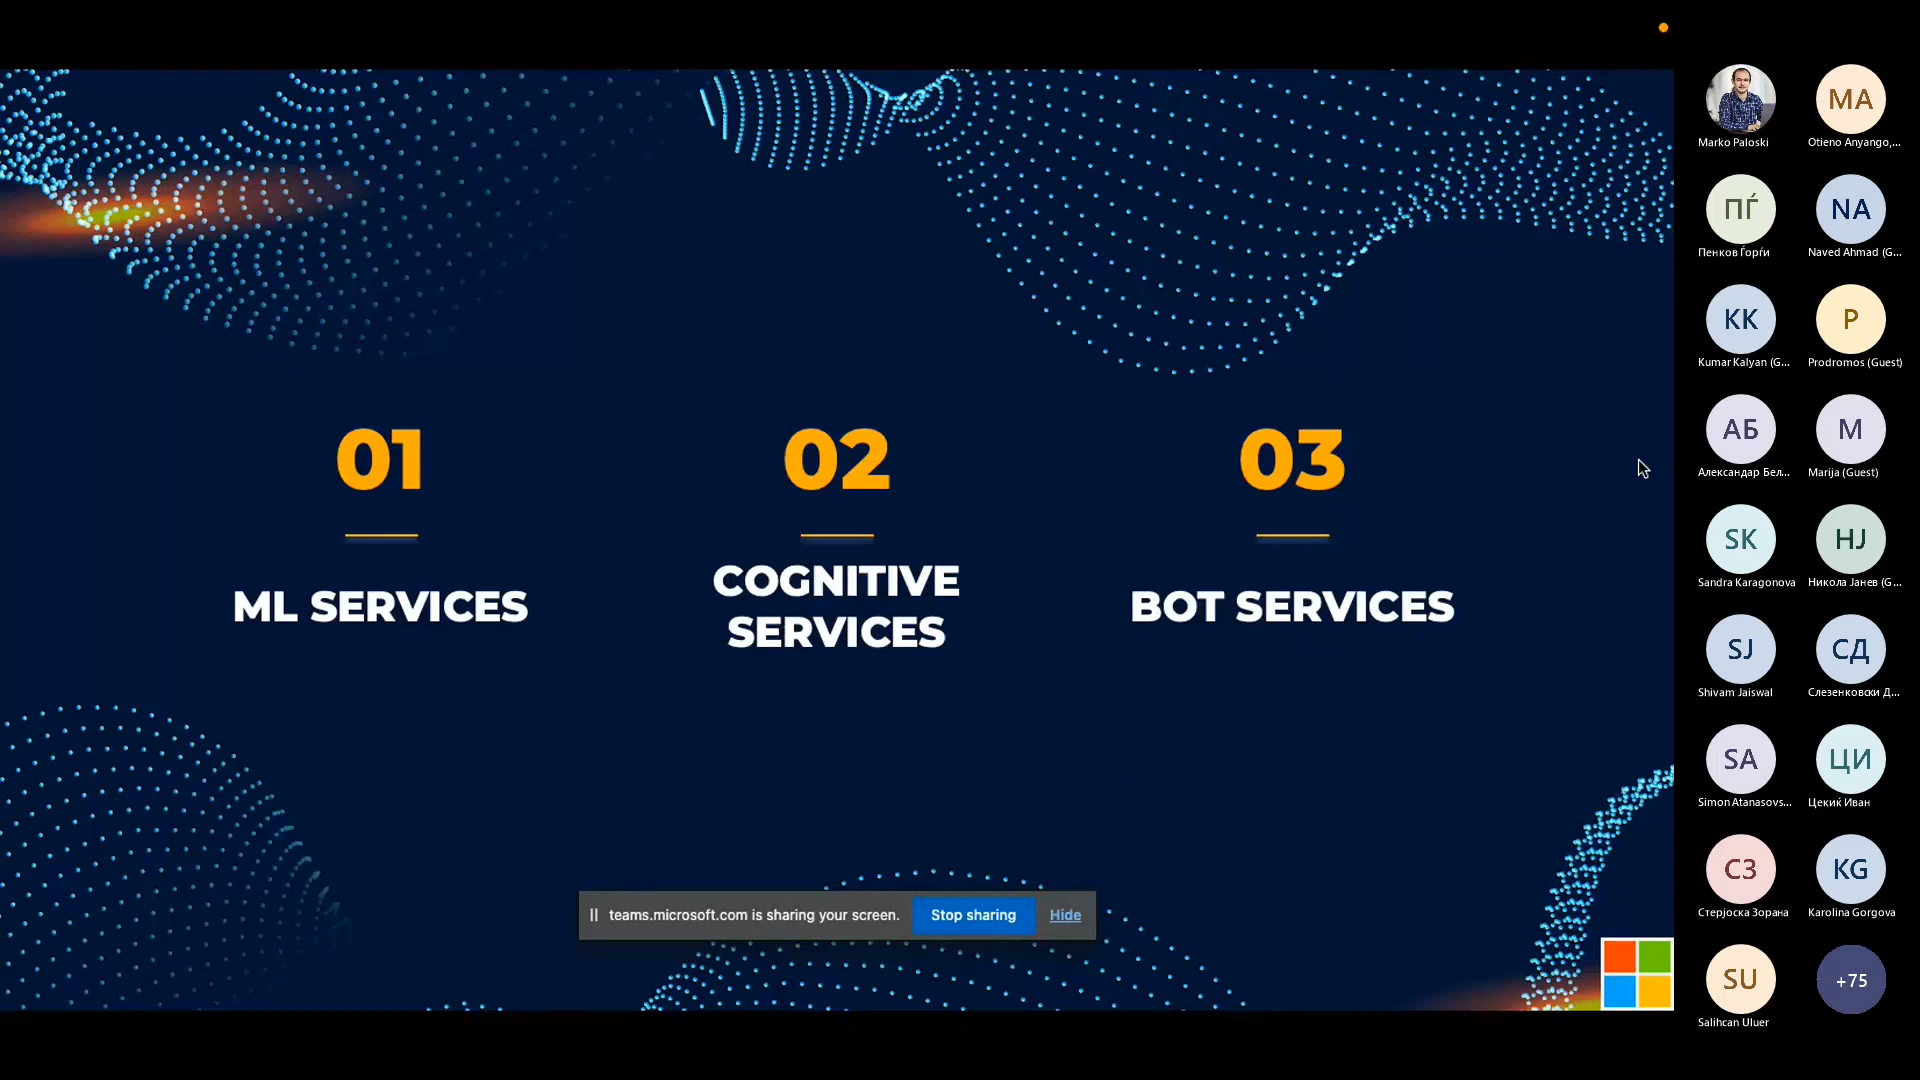 01
ML SERVICES
02
COGNITIVE
SERVICES
03
BOT SERVICES
teams.microsoft.com is sharing your screen.
Stop sharing
Hide
Marko Paloski
MA
Otieno Anyango,...
ПЃ
Пенков Ѓорѓи
NA
Naved Ahmad (G...
KK
Kumar Kalyan (G...
P
Prodromos (Guest)
АБ
Александар Бел...
M
Marija (Guest)
SK
Sandra Karagonova
НЈ
Никола Јанев (G...
SJ
Shivam Jaiswal
СД
Слезенковски Д...
SA
Simon Atanasovs...
ЦИ
Цекиќ Иван
СЗ
Стерјоска Зорана
KG
Karolina Gorgova
SU
Salihcan Uluer
+75